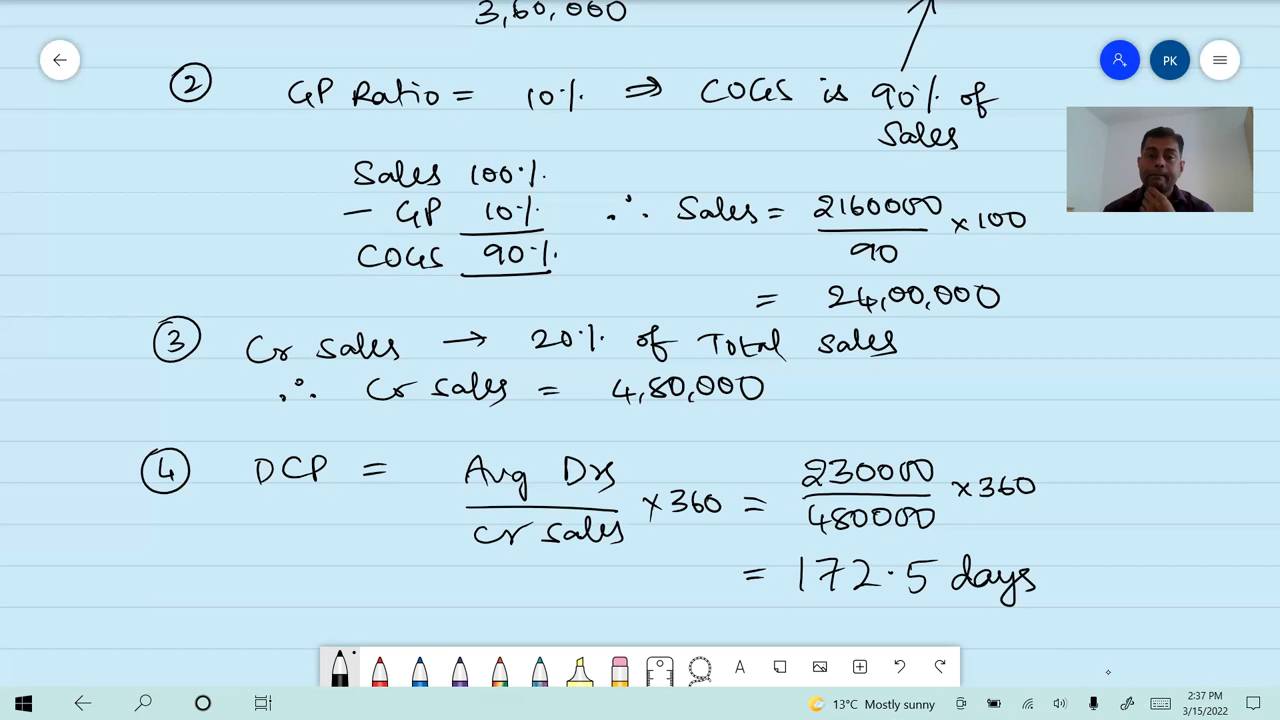 3,60,000
PK
② GP Ratio = 10% ⇒ COGS is 90% of
Sales
Sales 100%
- GP 10% ∴ Sales = 2160000 / 90 × 100
COGS 90%
= 24,00,000
③ Cr sales → 20% of Total sales
∴ Cr sales = 4,80,000
④ DCP = Avg Drs / Cr sales × 360 = 230000 / 480000 × 360
= 172.5 days
A
13°C Mostly sunny
2:37 PM
3/15/2022